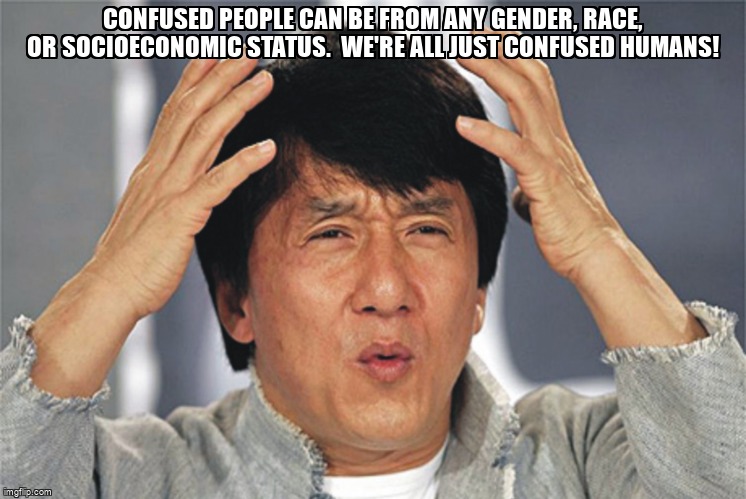 CONFUSED PEOPLE CAN BE FROM ANY GENDER, RACE,
OR SOCIOECONOMIC STATUS.  WE'RE ALL JUST CONFUSED HUMANS!
imgflip.com